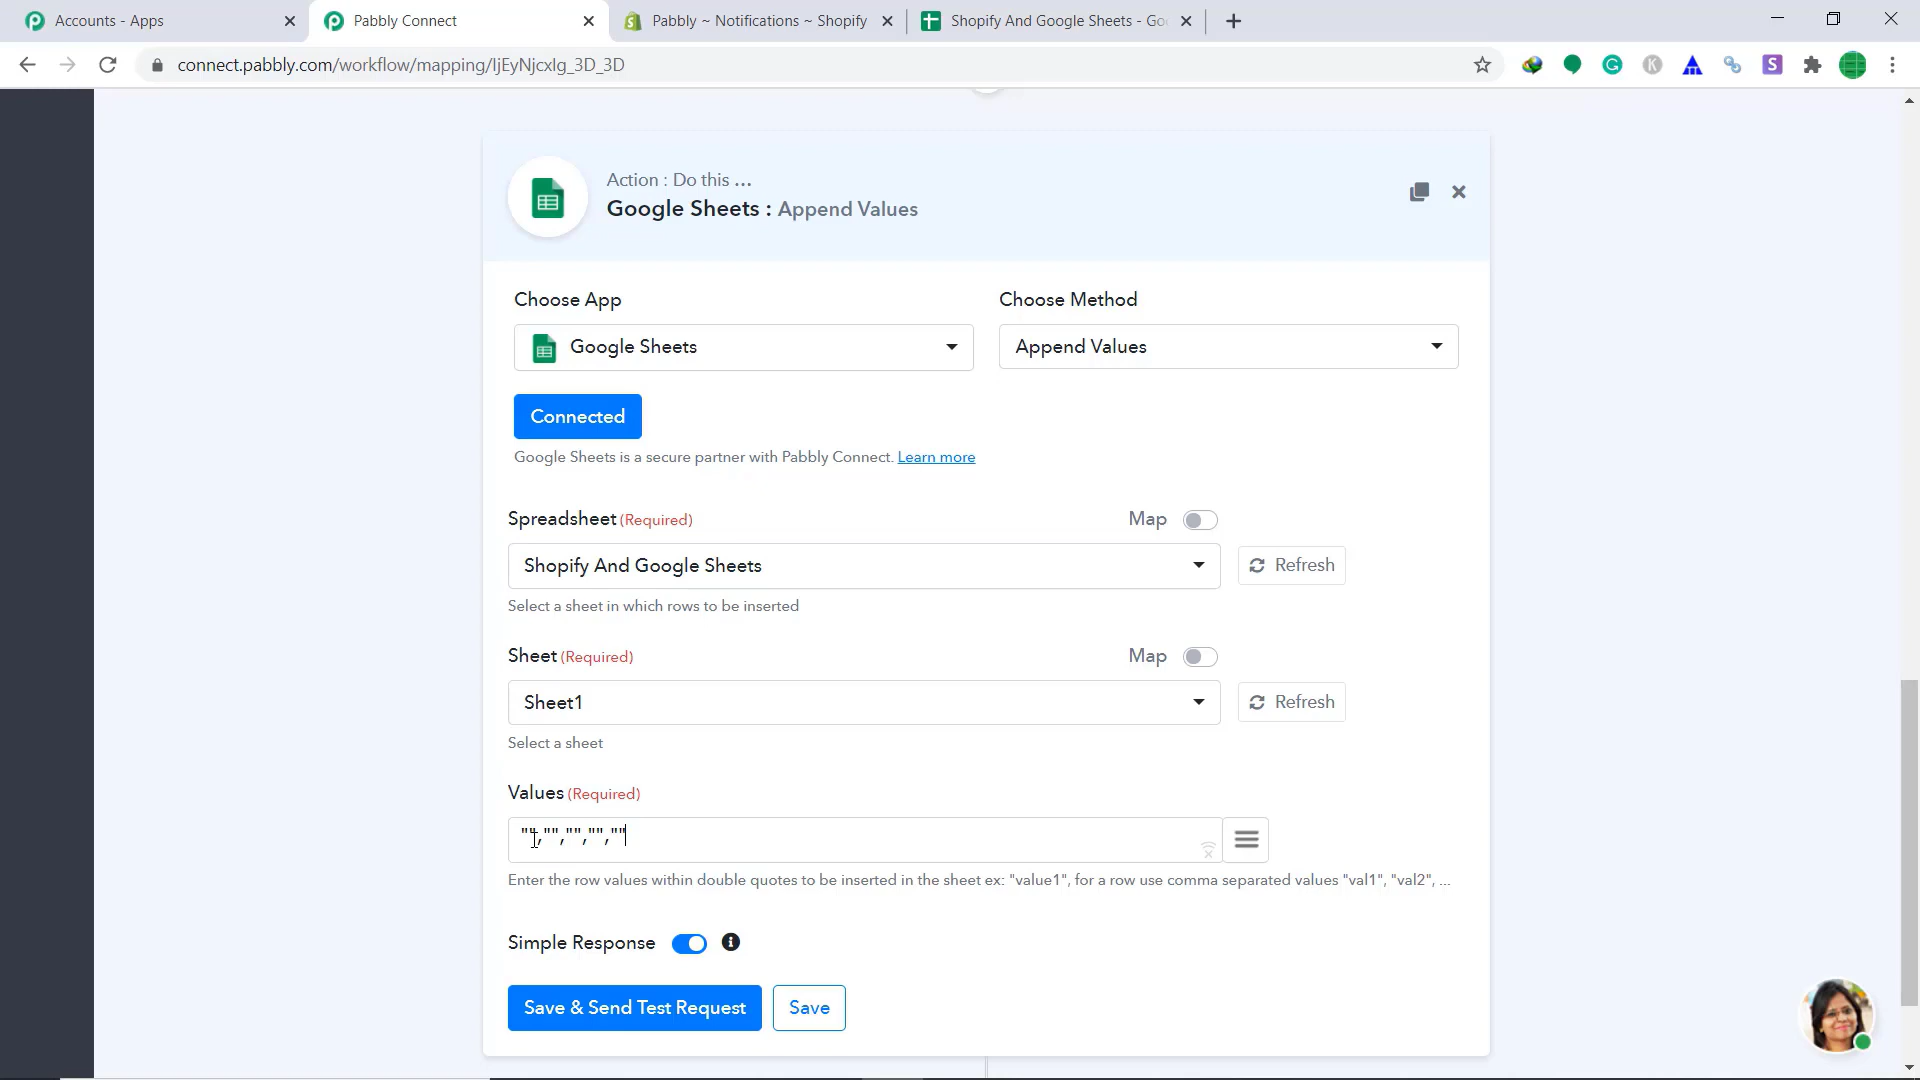 Accounts - Apps
Pabbly Connect
Pabbly ~ Notifications ~ Shopify
Shopify And Google Sheets - Goo
connect.pabbly.com/workflow/mapping/IjEyNjcxIg_3D_3D
Action : Do this ...
Google Sheets : Append Values
Choose App
Choose Method
Google Sheets
Append Values
Connected
Google Sheets is a secure partner with Pabbly Connect. Learn more
Spreadsheet (Required)
Map
Shopify And Google Sheets
Refresh
Select a sheet in which rows to be inserted
Sheet (Required)
Map
Sheet1
Refresh
Select a sheet
Values (Required)
"","","","",""
Enter the row values within double quotes to be inserted in the sheet ex: "value1", for a row use comma separated values "val1", "val2", ...
Simple Response
Save & Send Test Request
Save